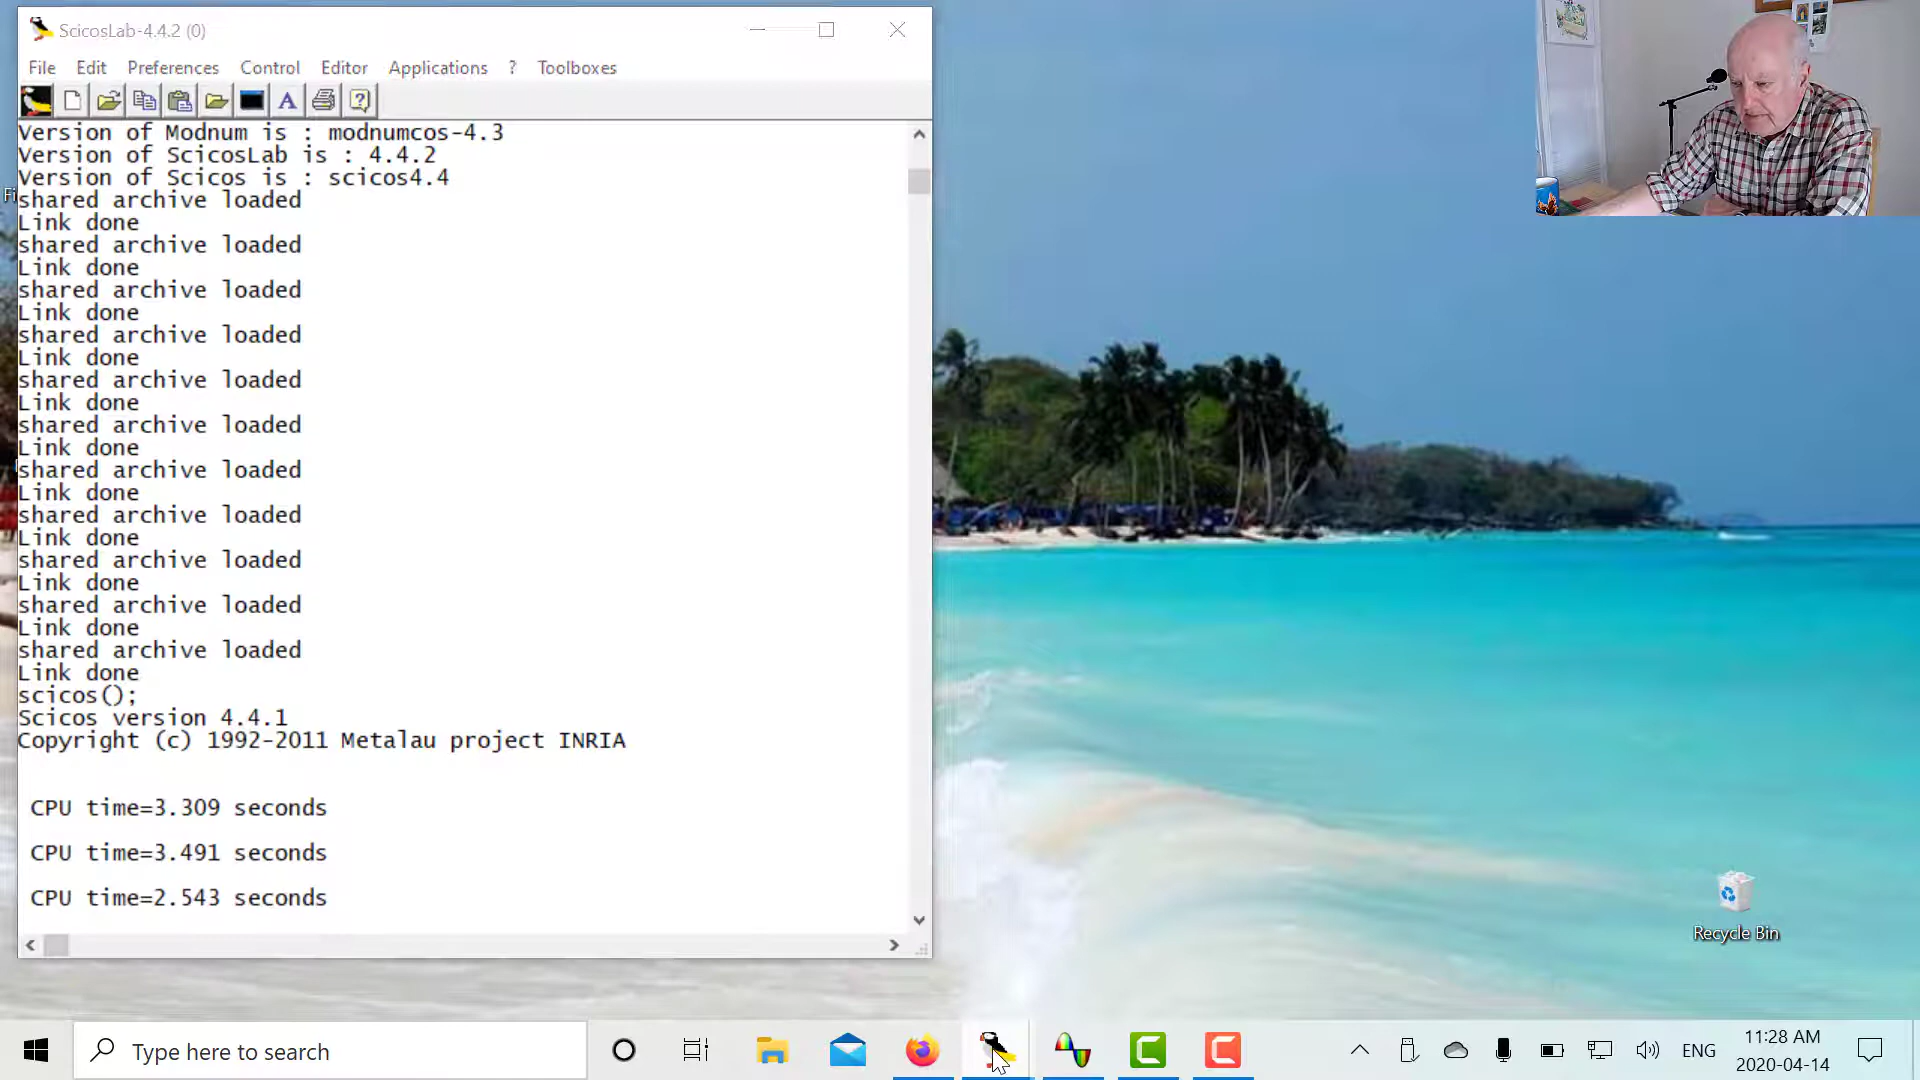 ScicosLab-4.4.2 (0)
File Edit Preferences Control Editor Applications ? Toolboxes
Version of Modnum is : modnumcos-4.3
Version of ScicosLab is : 4.4.2
Version of Scicos is : scicos4.4
shared archive loaded
Link done
shared archive loaded
Link done
shared archive loaded
Link done
shared archive loaded
Link done
shared archive loaded
Link done
shared archive loaded
Link done
shared archive loaded
Link done
shared archive loaded
Link done
shared archive loaded
Link done
shared archive loaded
Link done
shared archive loaded
Link done
scicos();
Scicos version 4.4.1
Copyright (c) 1992-2011 Metalau project INRIA
CPU time=3.309 seconds
CPU time=3.491 seconds
CPU time=2.543 seconds
Recycle Bin
Type here to search
ENG
11:28 AM
2020-04-14